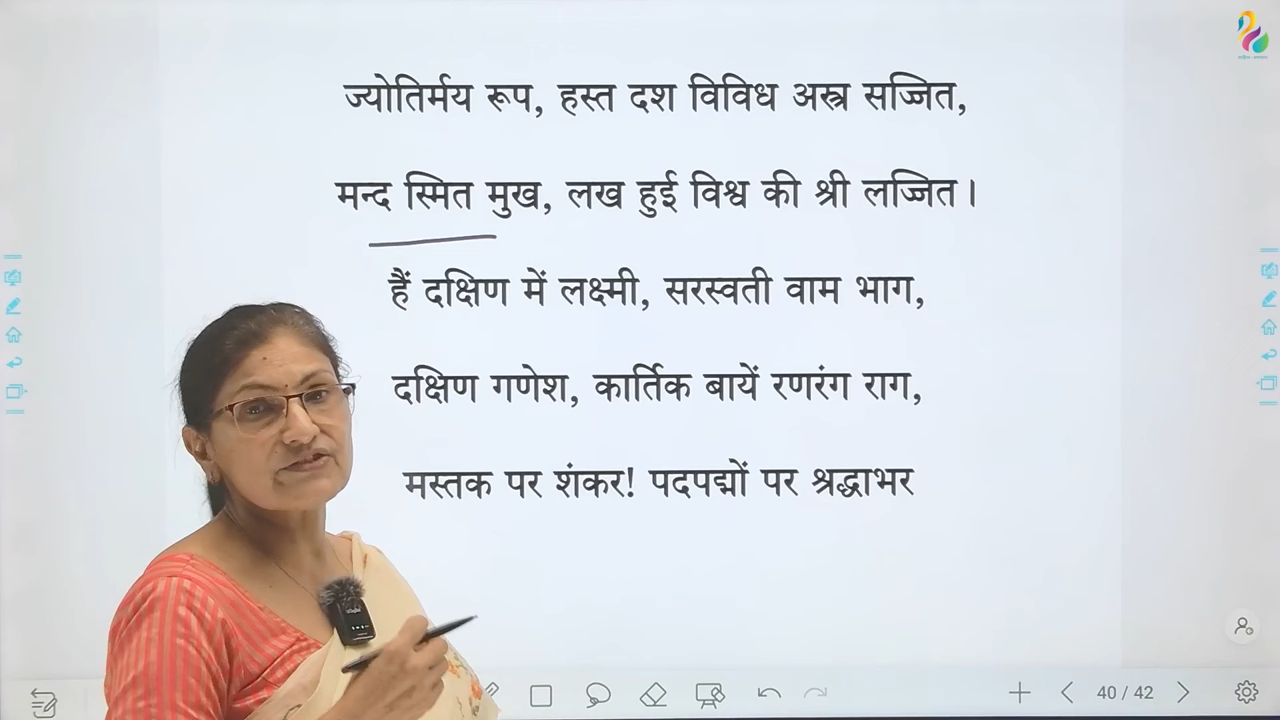 ज्योतिर्मय रूप, हस्त दश विविध अस्त्र सज्जित,
मन्द स्मित मुख, लख हुई विश्व की श्री लज्जित।
हैं दक्षिण में लक्ष्मी, सरस्वती वाम भाग,
दक्षिण गणेश, कार्तिक बायें रणरंग राग,
मस्तक पर शंकर! पदपद्मों पर श्रद्धाभर
40 / 42